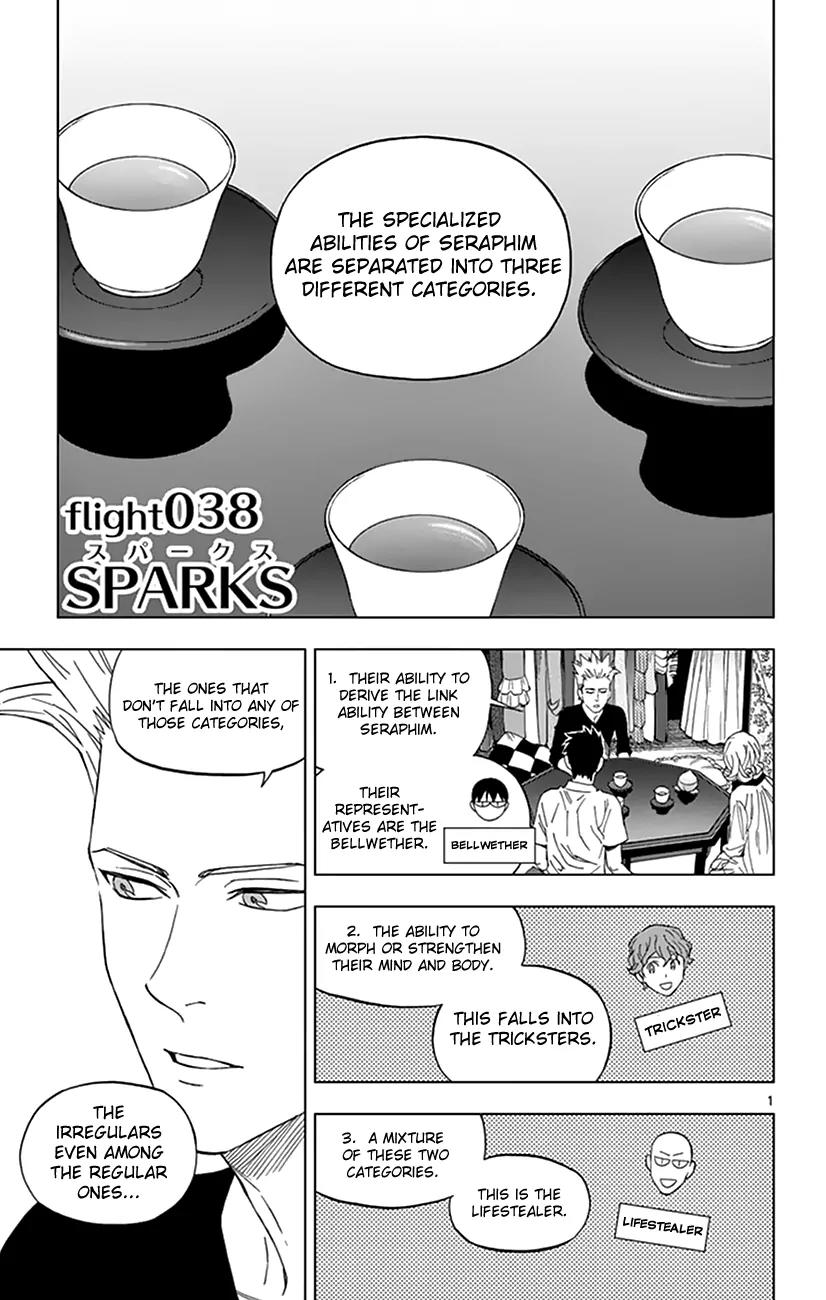 THE SPECIALIZED
ABILITIES OF SERAPHIM
ARE SEPARATED INTO THREE
DIFFERENT CATEGORIES.
flight038
スパークス
SPARKS
1. THEIR ABILITY TO
DERIVE THE LINK
ABILITY BETWEEN
SERAPHIM.
THEIR
REPRESENT-
ATIVES ARE THE
BELLWETHER.
BELLWETHER
2. THE ABILITY TO
MORPH OR STRENGTHEN
THEIR MIND AND BODY.
THIS FALLS INTO
THE TRICKSTERS.
TRICKSTER
1
3. A MIXTURE
OF THESE TWO
CATEGORIES.
THIS IS THE
LIFESTEALER.
LIFESTEALER
THE ONES THAT
DON'T FALL INTO ANY OF
THOSE CATEGORIES,
THE
IRREGULARS
EVEN AMONG
THE REGULAR
ONES...